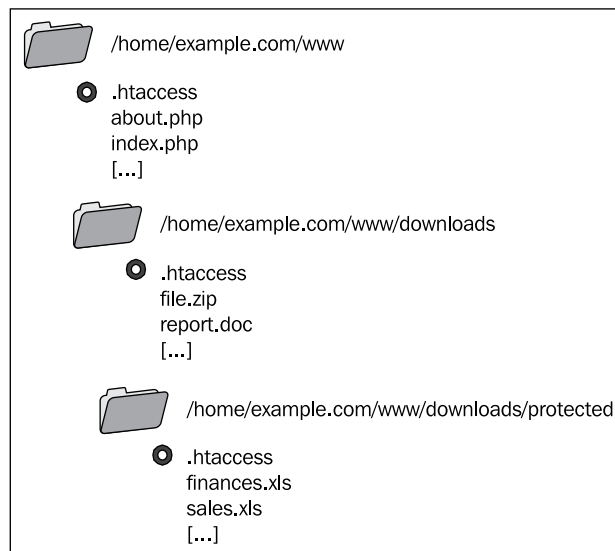 /home/example.com/www
.htaccess
about.php
index.php
[...]
/home/example.com/www/downloads
.htaccess
file.zip
report.doc
[...]
/home/example.com/www/downloads/protected
.htaccess
finances.xls
sales.xls
[...]